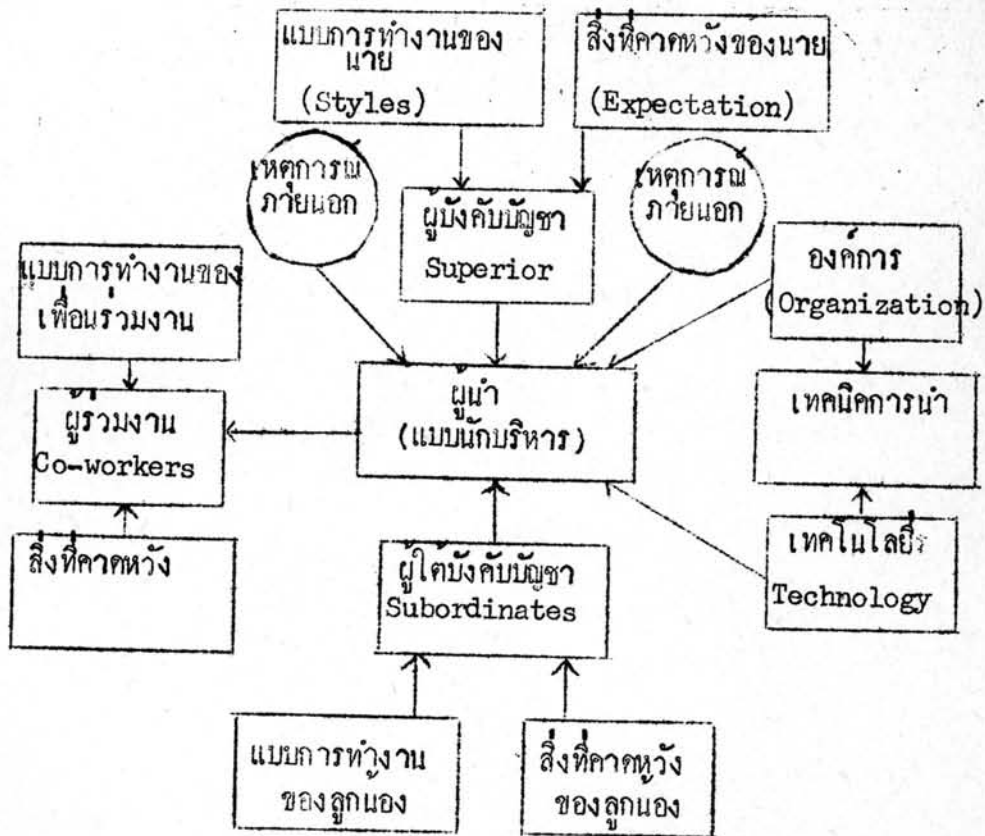 แบบการทำงานของ
นาย
(Styles)
สิ่งที่คาดหวังของนาย
(Expectation)
เหตุการณ์
ภายนอก
ผู้บังคับบัญชา
Superior
เหตุการณ์
ภายนอก
องค์การ
(Organization)
แบบการทำงานของ
เพื่อนร่วมงาน
ผู้นำ
(แบบนักบริหาร)
เทคนิคการนำ
ผู้ร่วมงาน
Co-workers
สิ่งที่คาดหวัง
ผู้ใต้บังคับบัญชา
Subordinates
เทคโนโลยี่
Technology
แบบการทำงาน
ของลูกน้อง
สิ่งที่คาดหวัง
ของลูกน้อง